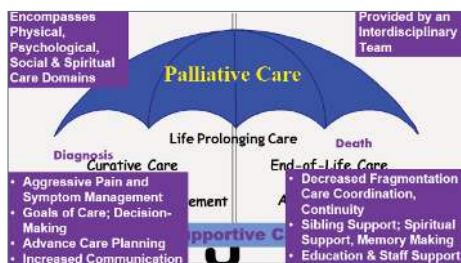 Encompasses
Physical,
Psychological,
Social & Spiritual
Care Domains
Provided by an
Interdisciplinary
Team
Palliative Care
Life Prolonging Care
Diagnosis
Death
Curative Care
End-of-Life Care
• Aggressive Pain and
Symptom Management
• Goals of Care; Decision-
Making
• Advance Care Planning
• Increased Communication
ement
A
upportive C
• Decreased Fragmentation
Care Coordination,
Continuity
• Sibling Support; Spiritual
Support, Memory Making
• Education & Staff Support